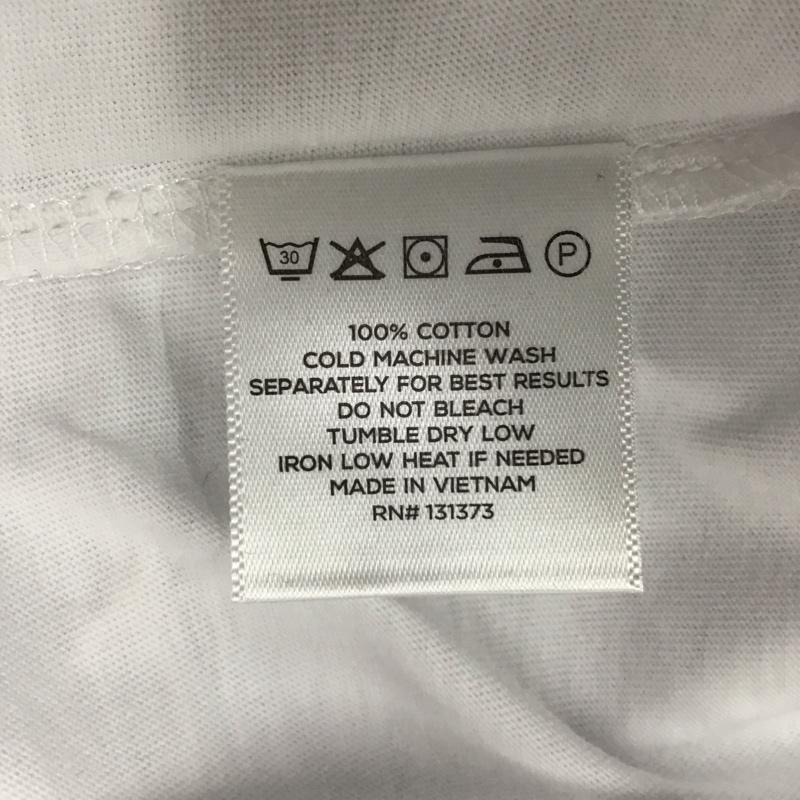 30 P
100% COTTON
COLD MACHINE WASH
SEPARATELY FOR BEST RESULTS
DO NOT BLEACH
TUMBLE DRY LOW
IRON LOW HEAT IF NEEDED
MADE IN VIETNAM
RN# 131373